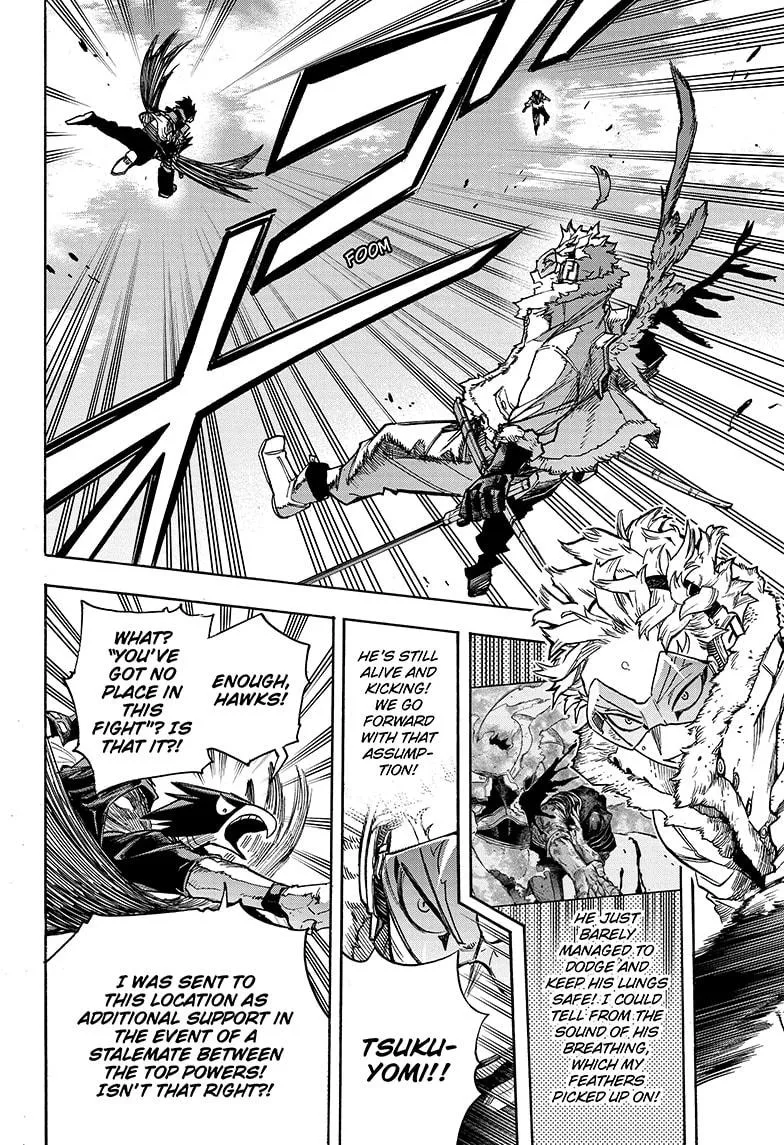 FOOM
HE JUST
BARELY
MANAGED TO
DODGE AND
KEEP HIS LUNGS
SAFE! I COULD
TELL FROM THE
SOUND OF HIS
BREATHING,
WHICH MY
FEATHERS
PICKED UP ON!
HE'S STILL
ALIVE AND
KICKING!
WE GO
FORWARD
WITH THAT
ASSUMP-
TION!
TSUKU-
YOMI!!
ENOUGH,
HAWKS!
WHAT?
"YOU'VE
GOT NO
PLACE IN
THIS
FIGHT"? IS
THAT IT?!
I WAS SENT TO
THIS LOCATION AS
ADDITIONAL SUPPORT IN
THE EVENT OF A
STALEMATE BETWEEN
THE TOP POWERS!
ISN'T THAT RIGHT?!